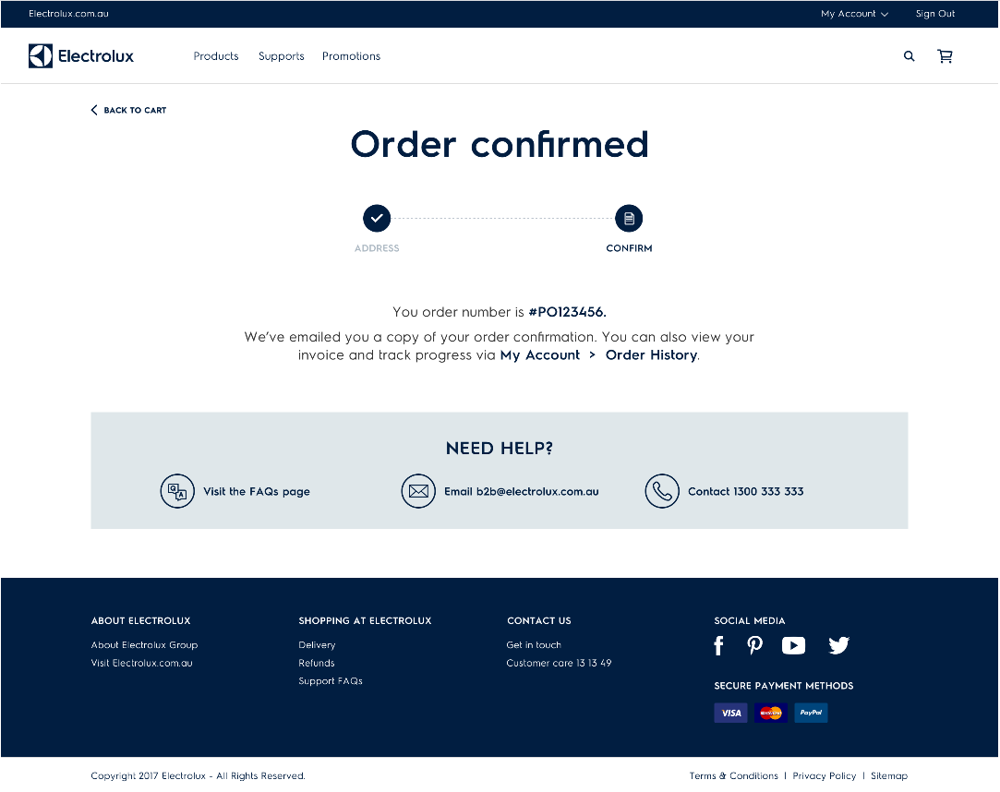 Electrolux.com.au
My Account
Sign Out
Electrolux
Products
Supports
Promotions
BACK TO CART
Order confirmed
ADDRESS
CONFIRM
You order number is #PO123456.
We’ve emailed you a copy of your order confirmation. You can also view your
invoice and track progress via My Account > Order History.
NEED HELP?
Q
A
Visit the FAQs page
Email b2b@electrolux.com.au
Contact 1300 333 333
ABOUT ELECTROLUX
About Electrolux Group
Visit Electrolux.com.au
SHOPPING AT ELECTROLUX
Delivery
Refunds
Support FAQs
CONTACT US
Get in touch
Customer care 13 13 49
SOCIAL MEDIA
SECURE PAYMENT METHODS
VISA
MasterCard
PayPal
Copyright 2017 Electrolux - All Rights Reserved.
Terms & Conditions | Privacy Policy | Sitemap